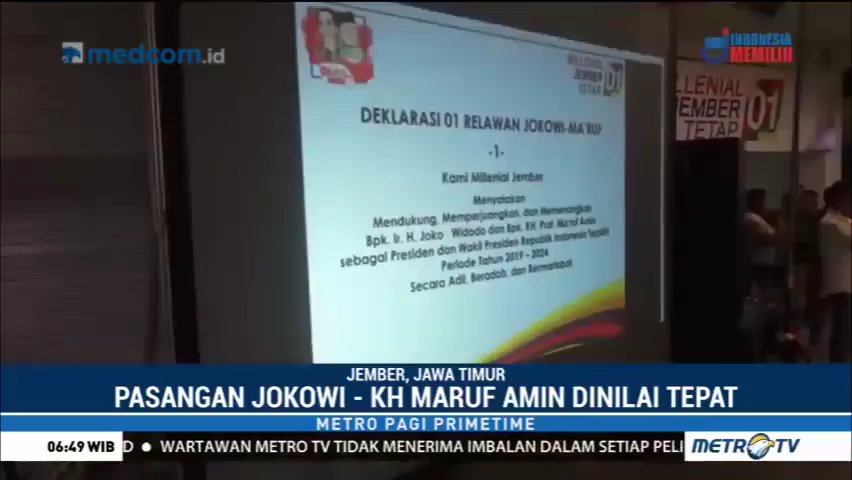 medcom.id
INDONESIA
MEMILIH
MILLENIAL
JEMBER
TETAP
01
DEKLARASI 01 RELAWAN JOKOWI-MA'RUF
-1-
Kami Millenial Jember
Menyatakan
Mendukung, Memperjuangkan, dan Memenangkan
Bpk. Ir. H. Joko Widodo dan Bpk. KH. Prof. Ma'ruf Amin
sebagai Presiden dan Wakil Presiden Republik Indonesia Terpilih
Periode Tahun 2019 - 2024
Secara Adil, Beradab, dan Bermartabat
LLENIAL
JEMBER
TETAP
01
JEMBER, JAWA TIMUR
PASANGAN JOKOWI - KH MARUF AMIN DINILAI TEPAT
METRO PAGI PRIMETIME
06:49 WIB
D ● WARTAWAN METRO TV TIDAK MENERIMA IMBALAN DALAM SETIAP PELI
METRO TV